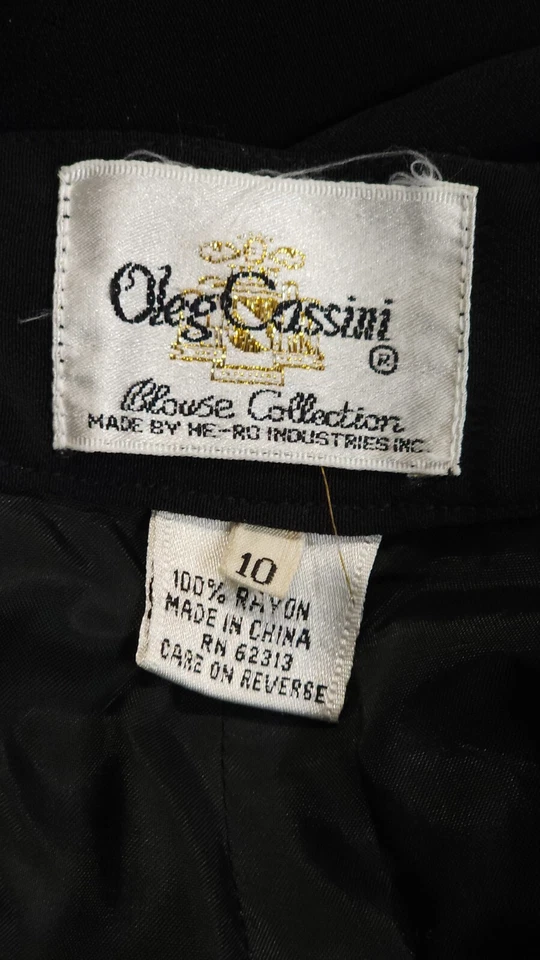 Oleg Cassini ®
Blouse Collection
MADE BY HE-RO INDUSTRIES INC.
10
100% RAYON
MADE IN CHINA
RN 62313
CARE ON REVERSE